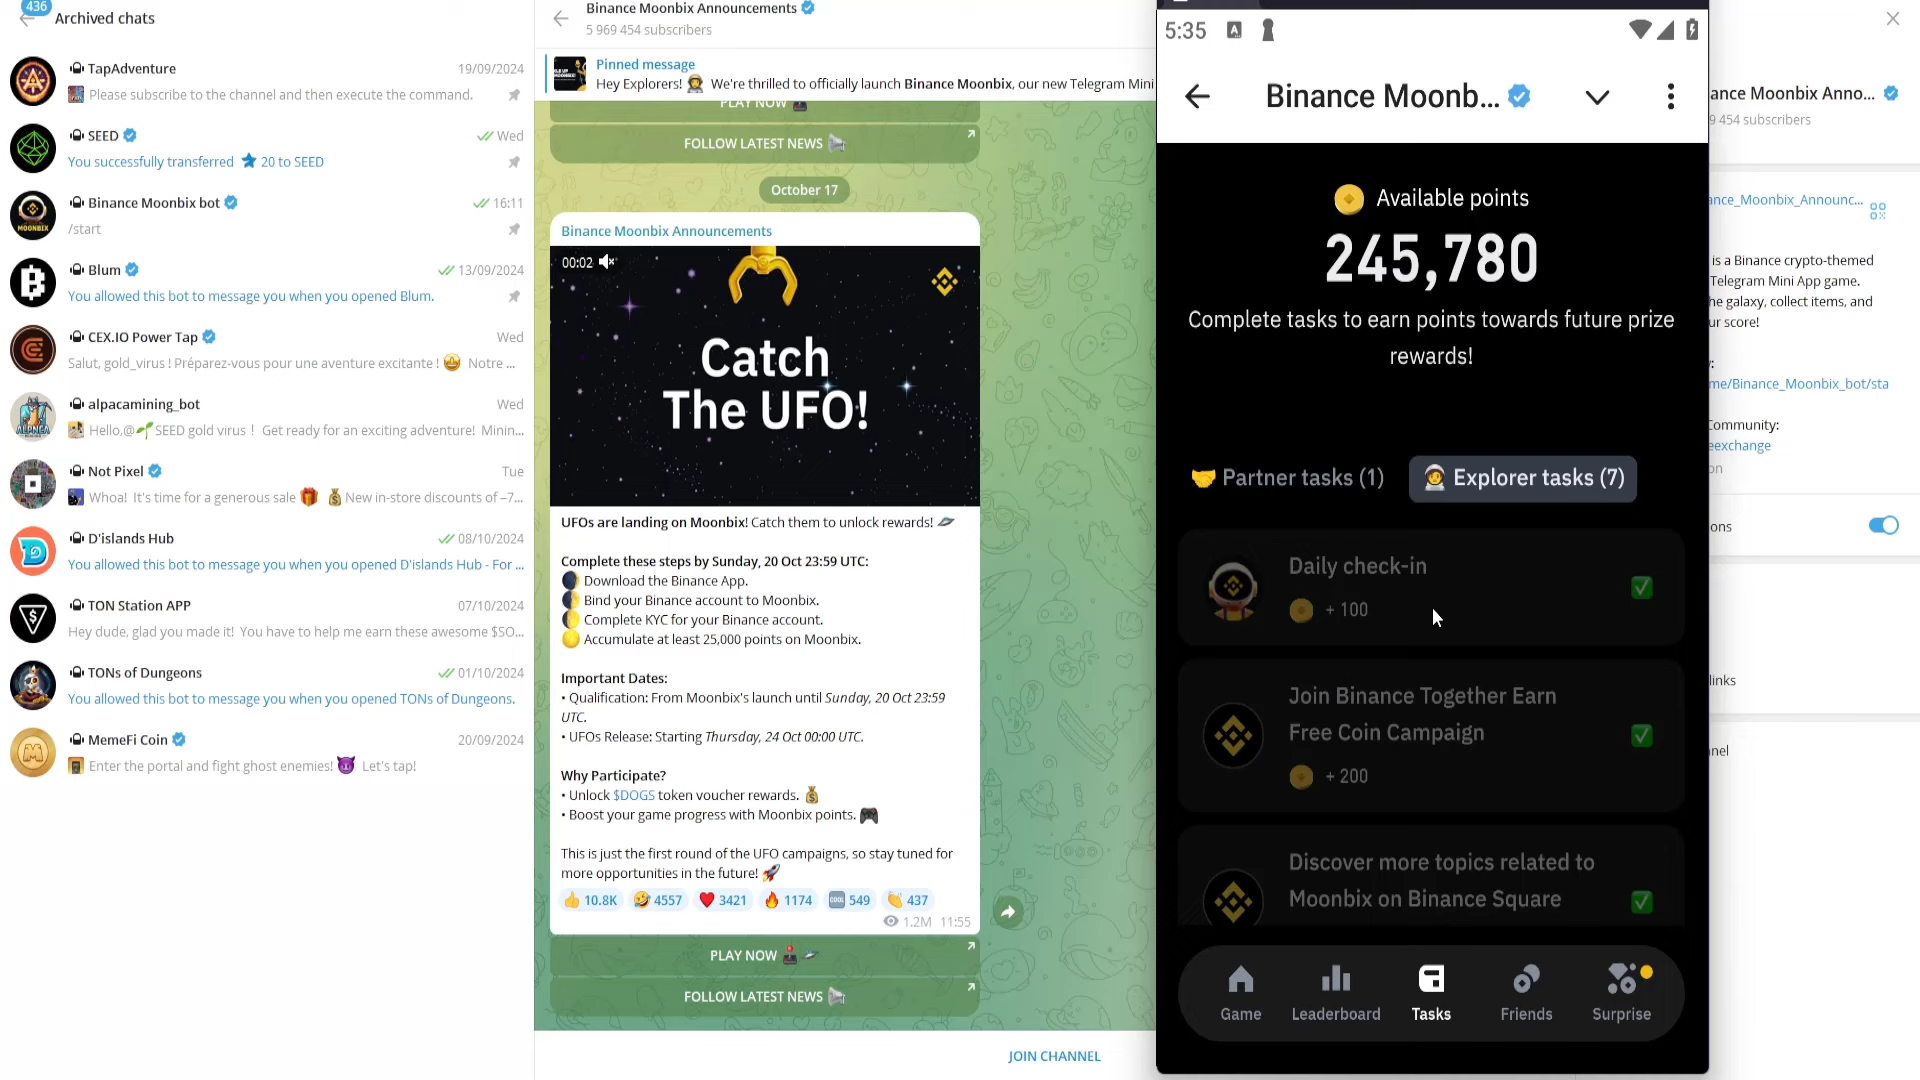 436
Archived chats
TapAdventure 19/09/2024
Please subscribe to the channel and then execute the command.
SEED Wed
You successfully transferred 20 to SEED
Binance Moonbix bot 16:11
/start
Blum 13/09/2024
You allowed this bot to message you when you opened Blum.
CEX.IO Power Tap Wed
Salut, gold_virus ! Préparez-vous pour une aventure excitante ! Notre ...
alpacamining_bot Wed
Hello,@ SEED gold virus ! Get ready for an exciting adventure! Minin...
Not Pixel Tue
Whoa! It's time for a generous sale New in-store discounts of –7...
D'islands Hub 08/10/2024
You allowed this bot to message you when you opened D'islands Hub - For ...
TON Station APP 07/10/2024
Hey dude, glad you made it! You have to help me earn these awesome $SO...
TONs of Dungeons 01/10/2024
You allowed this bot to message you when you opened TONs of Dungeons.
MemeFi Coin 20/09/2024
Enter the portal and fight ghost enemies! Let's tap!
Binance Moonbix Announcements
5 969 454 subscribers
Pinned message
Hey Explorers! We're thrilled to officially launch Binance Moonbix, our new Telegram Mini
PLAY NOW
FOLLOW LATEST NEWS
October 17
Binance Moonbix Announcements
00:02
Catch
The UFO!
UFOs are landing on Moonbix! Catch them to unlock rewards!
Complete these steps by Sunday, 20 Oct 23:59 UTC:
Download the Binance App.
Bind your Binance account to Moonbix.
Complete KYC for your Binance account.
Accumulate at least 25,000 points on Moonbix.
Important Dates:
• Qualification: From Moonbix's launch until Sunday, 20 Oct 23:59
UTC.
• UFOs Release: Starting Thursday, 24 Oct 00:00 UTC.
Why Participate?
• Unlock $DOGS token voucher rewards.
• Boost your game progress with Moonbix points.
This is just the first round of the UFO campaigns, so stay tuned for
more opportunities in the future!
10.8K 4557 3421 1174 549 437
1.2M 11:55
PLAY NOW
FOLLOW LATEST NEWS
JOIN CHANNEL
5:35
Binance Moonb...
Available points
245,780
Complete tasks to earn points towards future prize
rewards!
Partner tasks (1) Explorer tasks (7)
Daily check-in
+ 100
Join Binance Together Earn
Free Coin Campaign
+ 200
Discover more topics related to
Moonbix on Binance Square
Game Leaderboard Tasks Friends Surprise
ance Moonbix Anno...
9 454 subscribers
ance_Moonbix_Announc...
is a Binance crypto-themed
Telegram Mini App game.
he galaxy, collect items, and
ur score!
me/Binance_Moonbix_bot/sta
Community:
eexchange
on
ons
links
nel